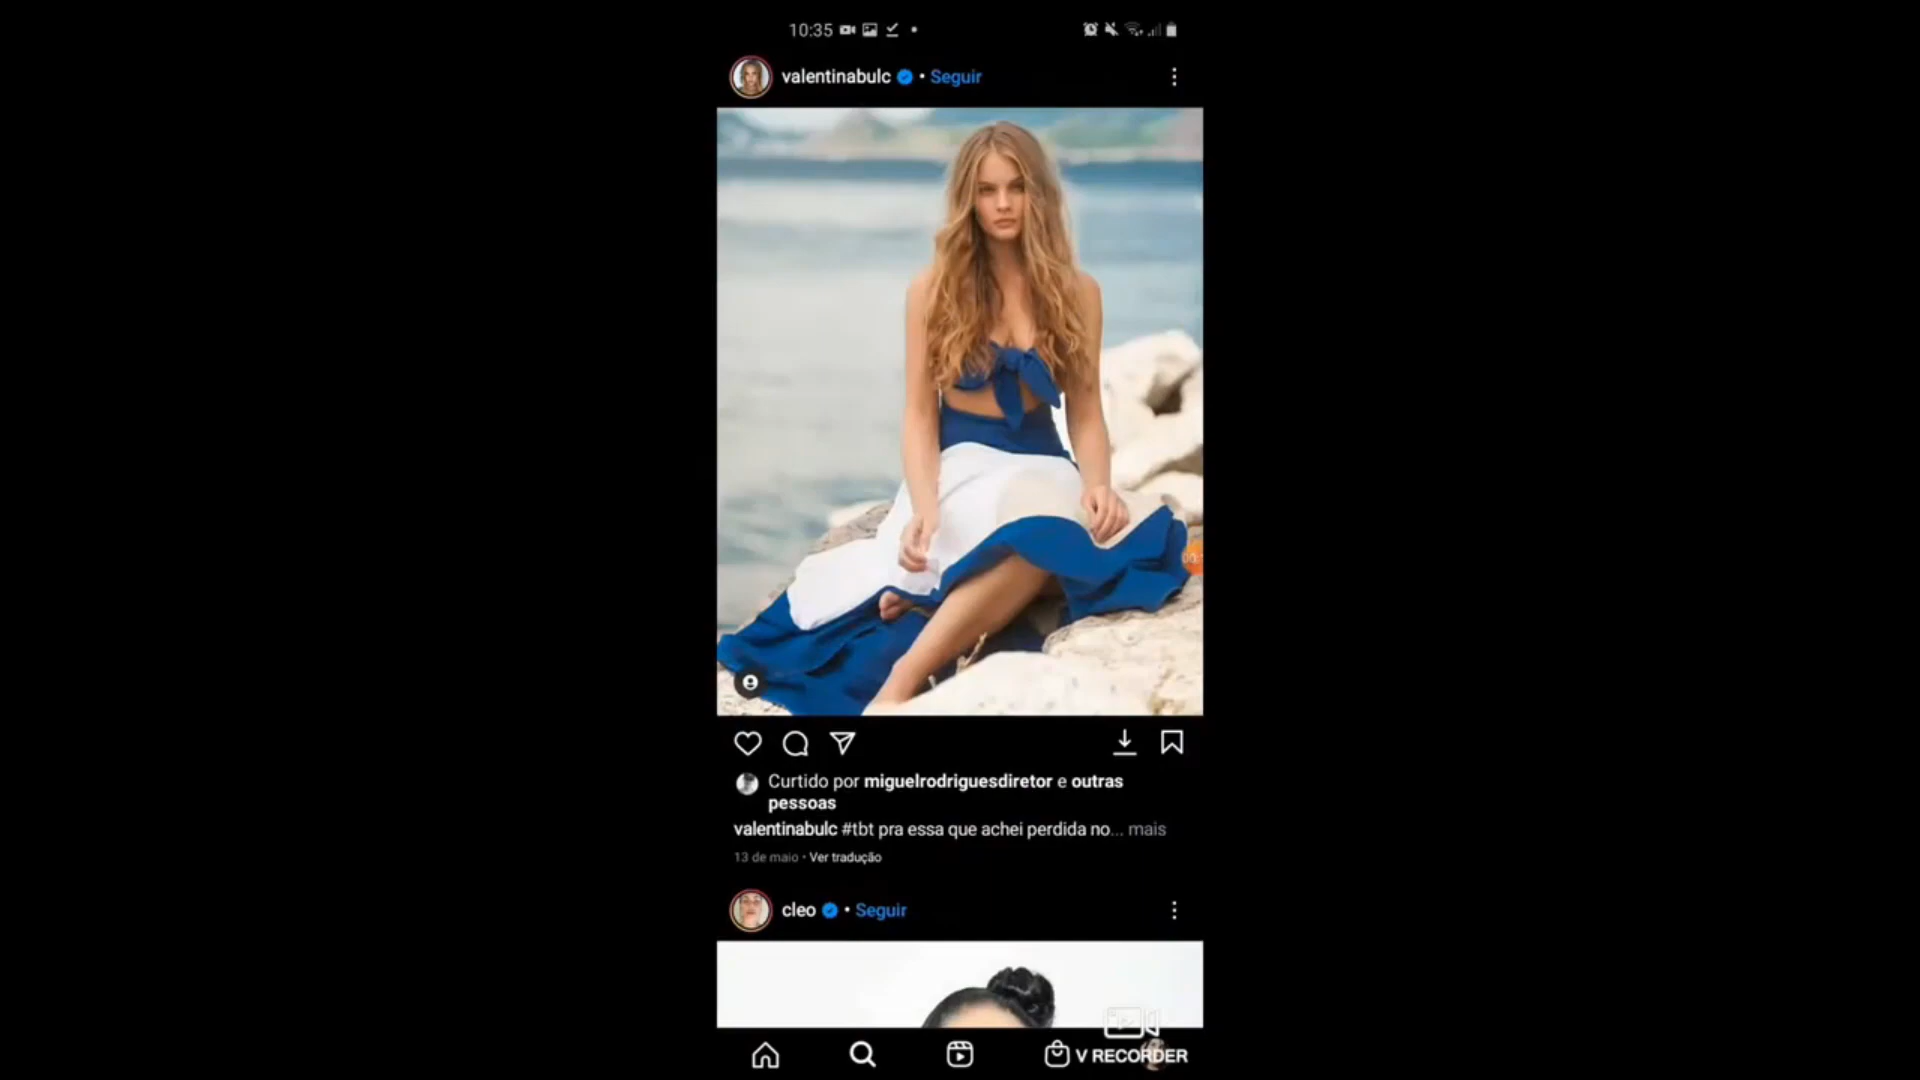 10:35
valentinabulc • Seguir
Curtido por miguelrodriguesdiretor e outras
pessoas
valentinabulc #tbt pra essa que achei perdida no... mais
13 de maio • Ver tradução
cleo • Seguir
V RECORDER